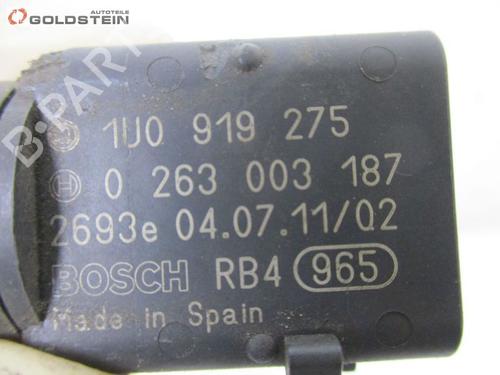 Autoteile
GOLDSTEIN
B-PARTS
1U0 919 275
0 263 003 187
2693e 04.07.11/02
BOSCH RB4 965
Made in Spain